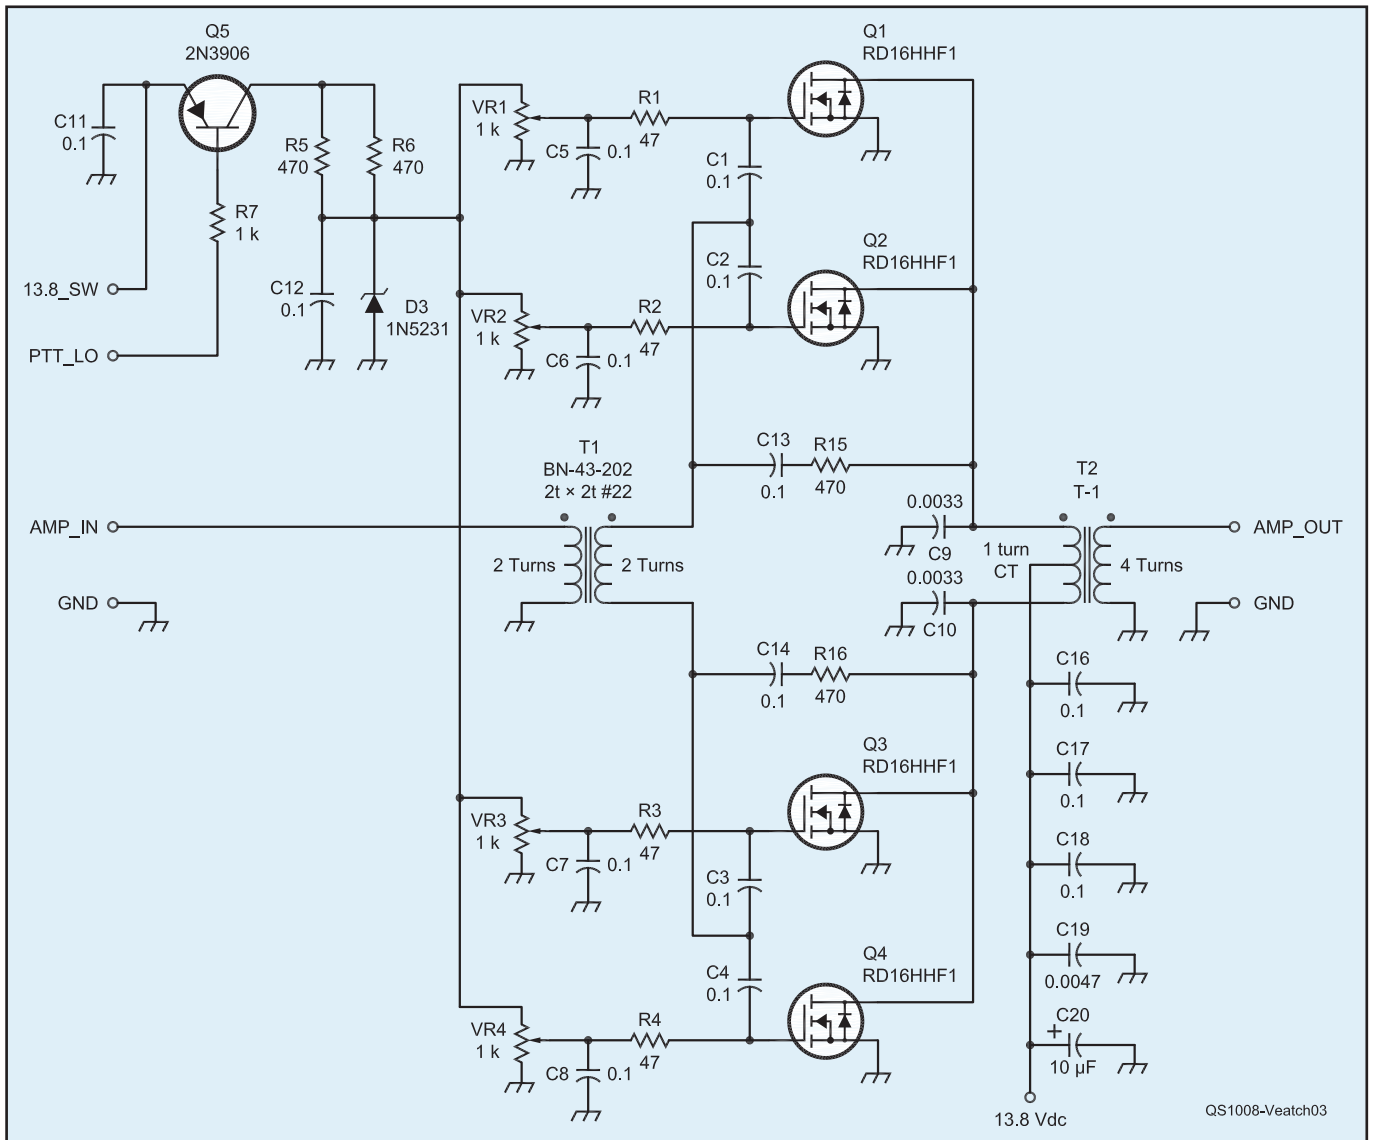 Q5
2N3906
C11
0.1
R5
470
R6
470
R7
1 k
13.8_SW
C12
0.1
D3
1N5231
PTT_LO
VR1
1 k
C5
0.1
R1
47
C1
0.1
Q1
RD16HHF1
C2
0.1
Q2
RD16HHF1
VR2
1 k
C6
0.1
R2
47
T1
BN-43-202
2t × 2t #22
C13
0.1
R15
470
AMP_IN
2 Turns
2 Turns
GND
0.0033
C9
0.0033
C10
T2
T-1
1 turn
CT
4 Turns
AMP_OUT
GND
C14
0.1
R16
470
C16
0.1
C17
0.1
C18
0.1
C19
0.0047
+
C20
10 µF
13.8 Vdc
VR3
1 k
C7
0.1
R3
47
C3
0.1
Q3
RD16HHF1
C4
0.1
Q4
RD16HHF1
VR4
1 k
C8
0.1
R4
47
QS1008-Veatch03